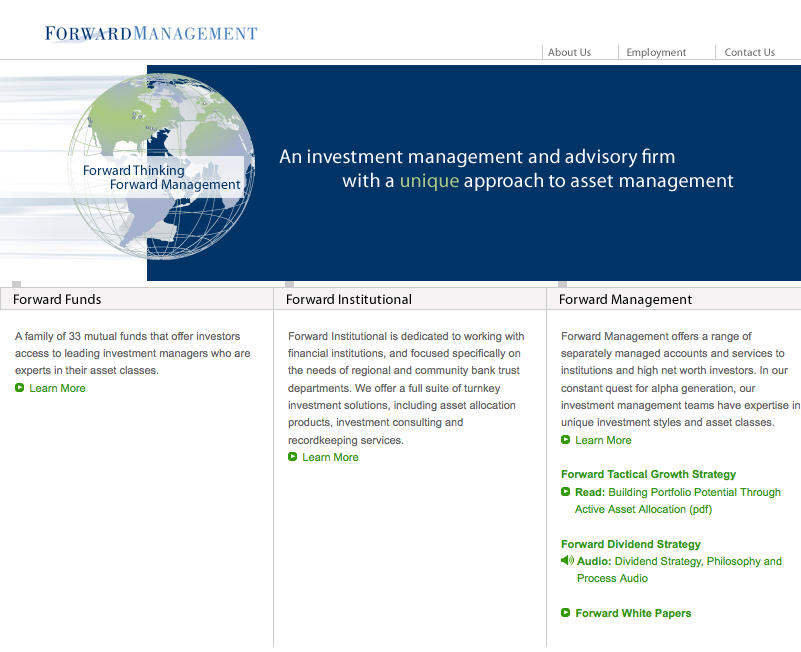 FORWARDMANAGEMENT
About Us
Employment
Contact Us
Forward Thinking
Forward Management
An investment management and advisory firm
with a unique approach to asset management
Forward Funds
A family of 33 mutual funds that offer investors
access to leading investment managers who are
experts in their asset classes.
Learn More
Forward Institutional
Forward Institutional is dedicated to working with
financial institutions, and focused specifically on
the needs of regional and community bank trust
departments. We offer a full suite of turnkey
investment solutions, including asset allocation
products, investment consulting and
recordkeeping services.
Learn More
Forward Management
Forward Management offers a range of
separately managed accounts and services to
institutions and high net worth investors. In our
constant quest for alpha generation, our
investment management teams have expertise in
unique investment styles and asset classes.
Learn More
Forward Tactical Growth Strategy
Read: Building Portfolio Potential Through
Active Asset Allocation (pdf)
Forward Dividend Strategy
Audio: Dividend Strategy, Philosophy and
Process Audio
Forward White Papers